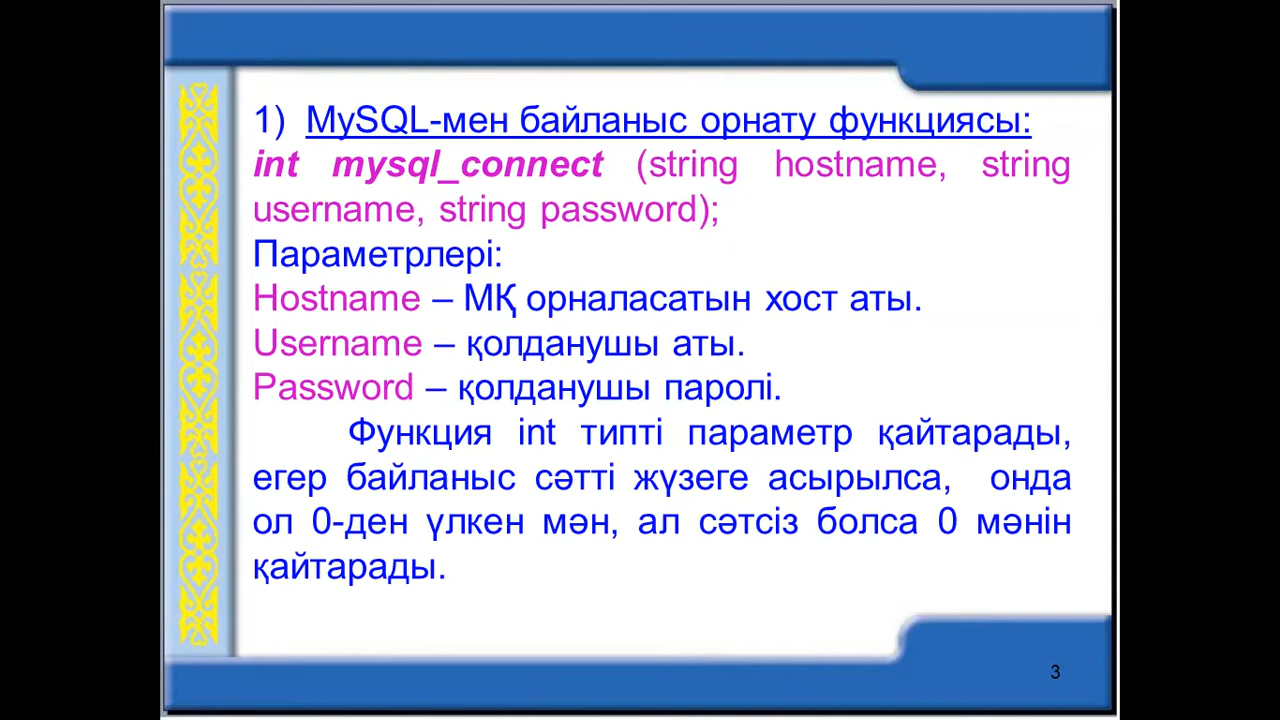 1) MySQL-мен байланыс орнату функциясы:
int mysql_connect (string hostname, string
username, string password);
Параметрлері:
Hostname – МҚ орналасатын хост аты.
Username – қолданушы аты.
Password – қолданушы паролі.
Функция int типті параметр қайтарады,
егер байланыс сәтті жүзеге асырылса, онда
ол 0-ден үлкен мән, ал сәтсіз болса 0 мәнін
қайтарады.
3